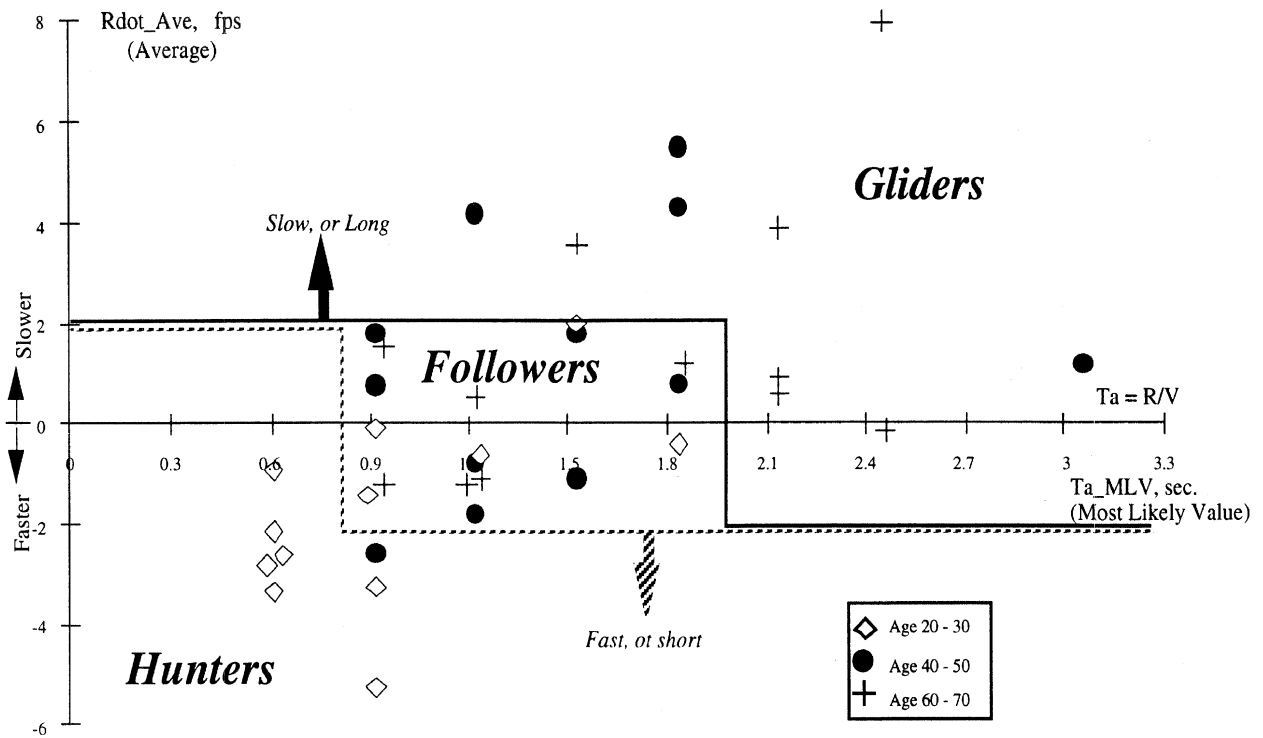 8
Rdot_Ave, fps
(Average)
6
Gliders
4
Slow, or Long
Slower
2
Followers
Ta = R/V
0
0
0.3
0.6
0.9
1.2
1.5
1.8
2.1
2.4
2.7
3
3.3
Faster
Ta_MLV, sec.
(Most Likely Value)
-2
-4
Fast, ot short
Hunters
-6
Age 20 - 30
Age 40 - 50
Age 60 - 70